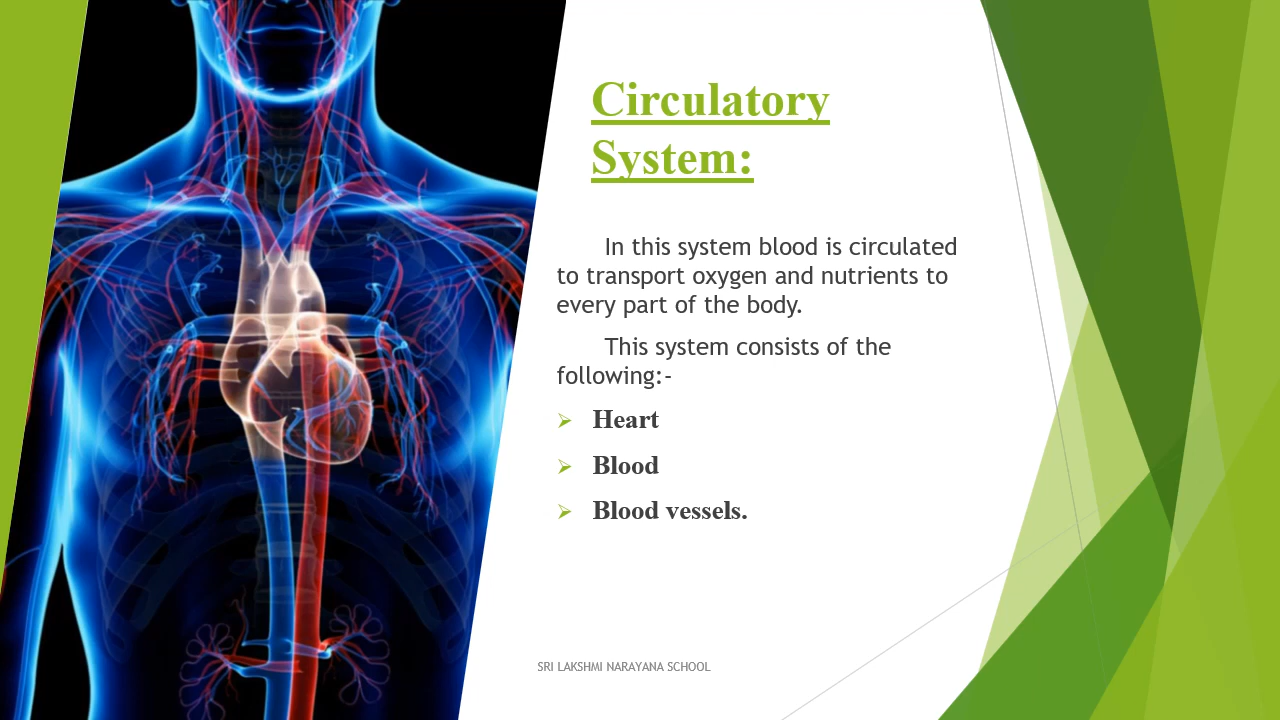 Circulatory
System:
In this system blood is circulated
to transport oxygen and nutrients to
every part of the body.
This system consists of the
following:-
Heart
Blood
Blood vessels.
SRI LAKSHMI NARAYANA SCHOOL